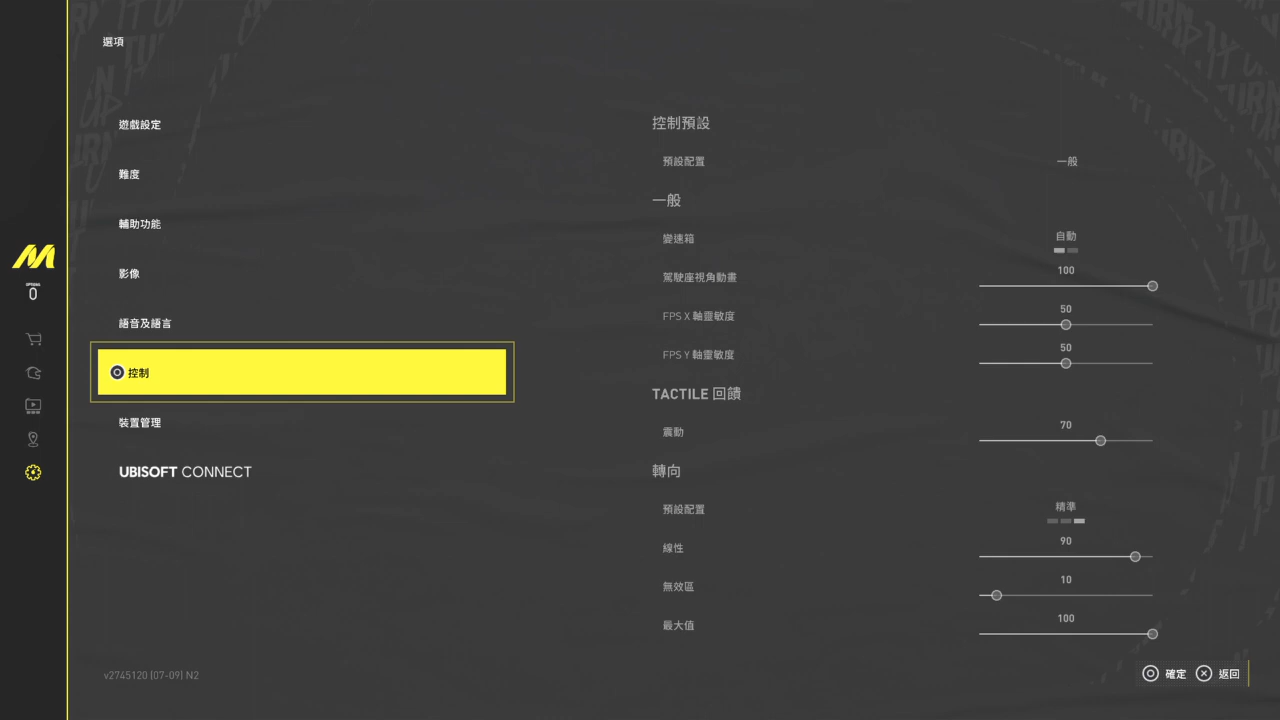 選項
遊戲設定
難度
輔助功能
影像
語音及語言
控制
裝置管理
UBISOFT CONNECT
OPTIONS
控制預設
預設配置 一般
一般
變速箱 自動
駕駛座視角動畫 100
FPS X 軸靈敏度 50
FPS Y 軸靈敏度 50
TACTILE 回饋
震動 70
轉向
預設配置 精準
線性 90
無效區 10
最大值 100
v2745120 [07-09] N2
確定 返回